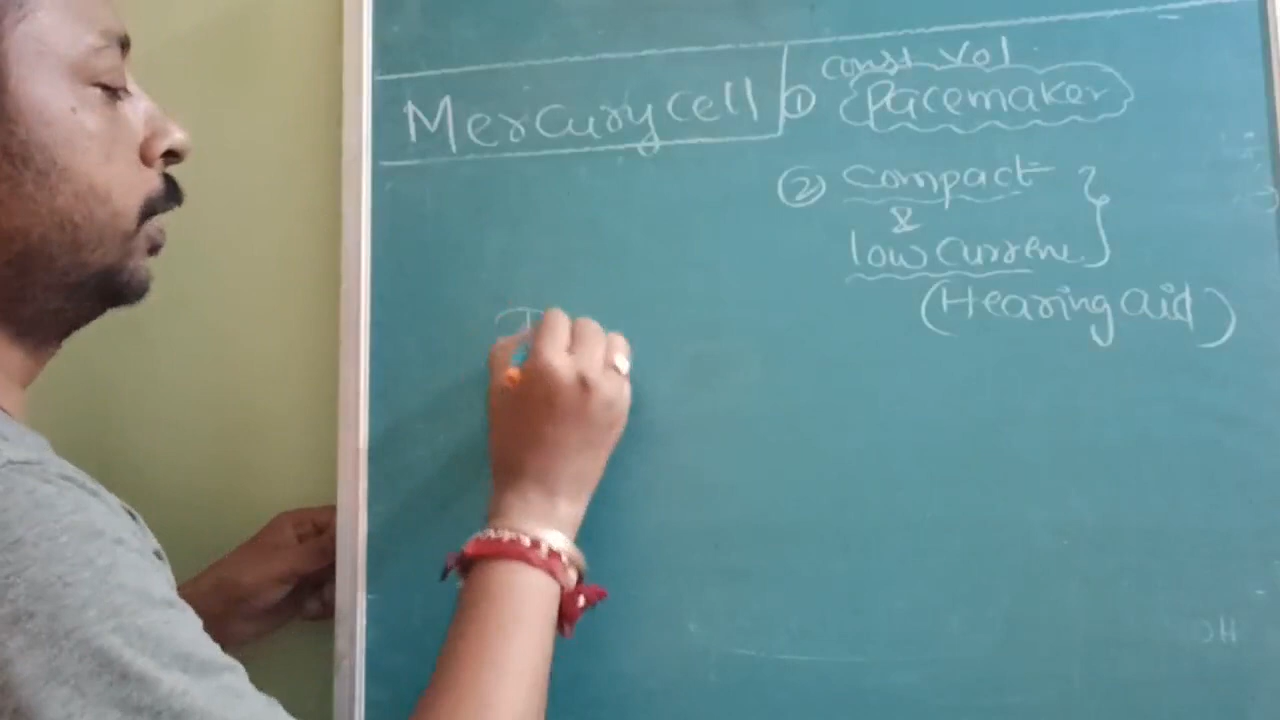 Mercury cell
const vol
① Pacemaker
② Compact
&
low current
(Hearing aid)